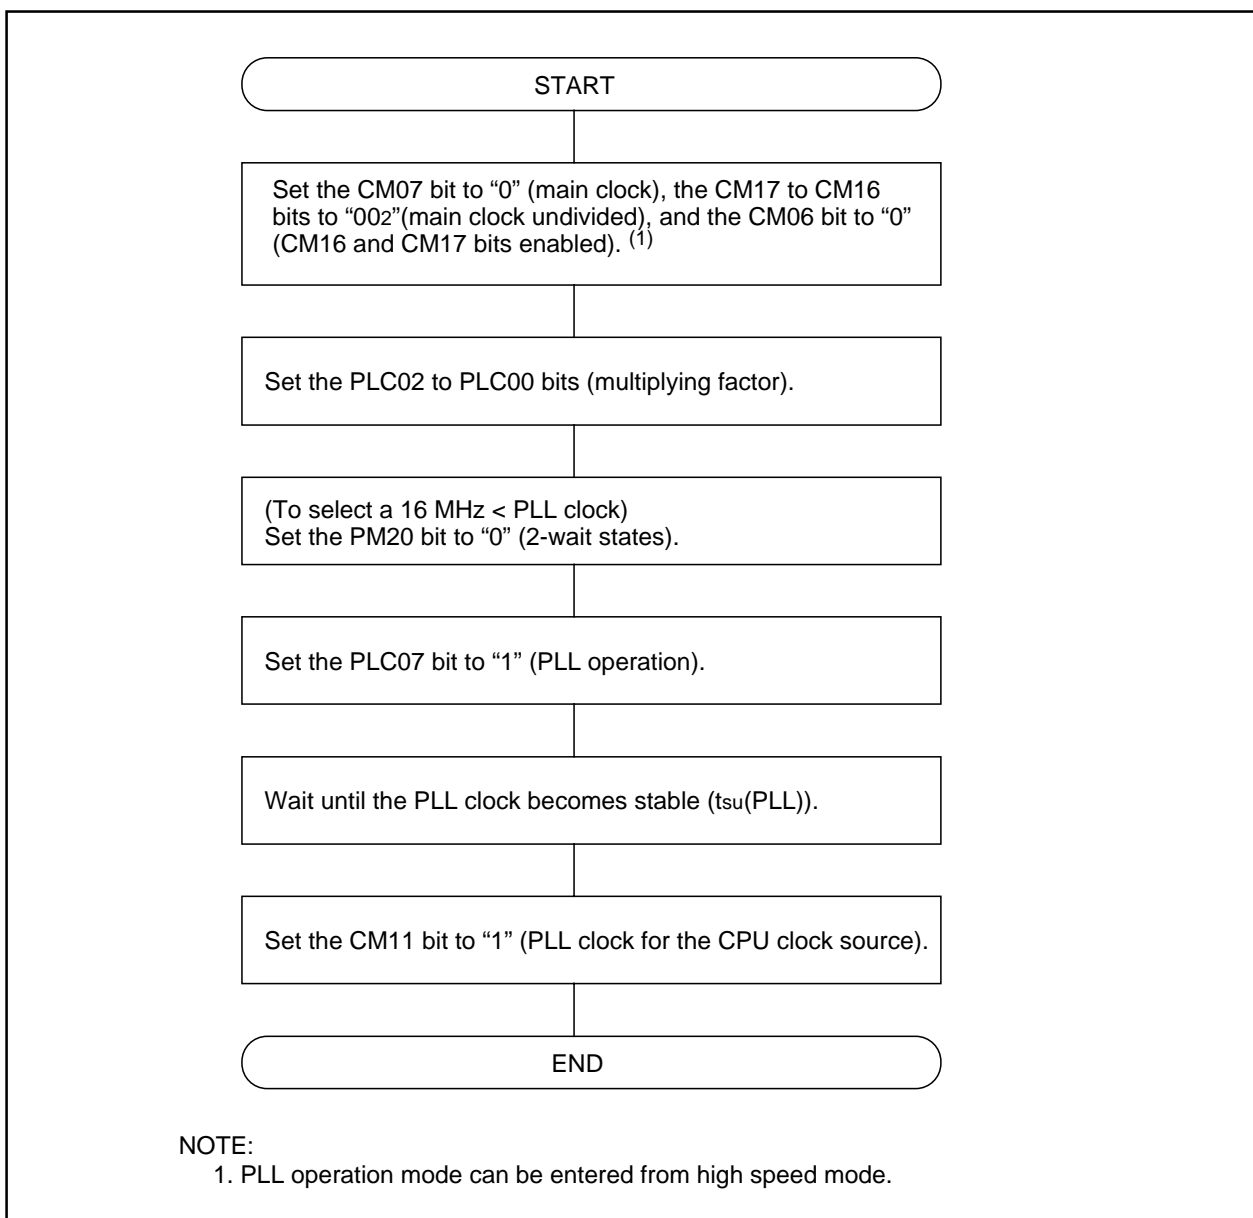 START
Set the CM07 bit to “0” (main clock), the CM17 to CM16
bits to “002”(main clock undivided), and the CM06 bit to “0”
(CM16 and CM17 bits enabled). (1)
Set the PLC02 to PLC00 bits (multiplying factor).
(To select a 16 MHz < PLL clock)
Set the PM20 bit to “0” (2-wait states).
Set the PLC07 bit to “1” (PLL operation).
Wait until the PLL clock becomes stable (tsu(PLL)).
Set the CM11 bit to “1” (PLL clock for the CPU clock source).
END
NOTE:
1. PLL operation mode can be entered from high speed mode.